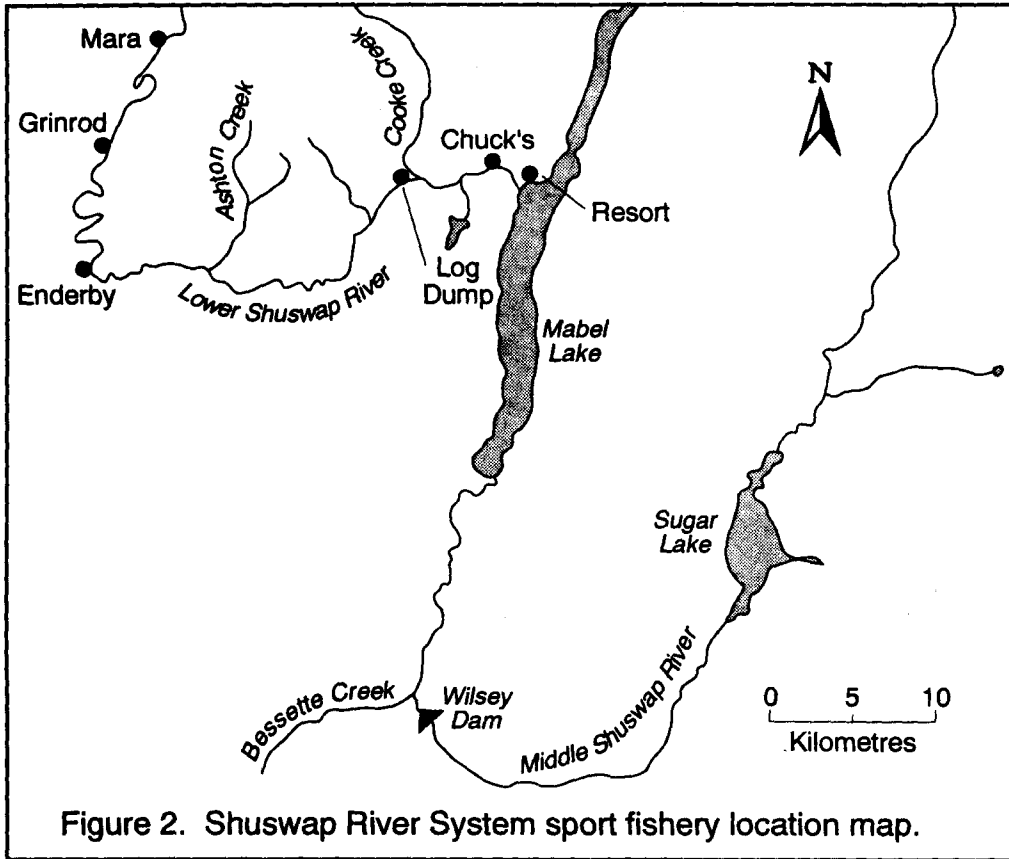 Mara
Grinrod
Ashton Creek
Cooke Creek
Chuck's
N
Resort
Enderby
Lower Shuswap River
Log
Dump
Mabel
Lake
Sugar
Lake
Bessette Creek
Wilsey
Dam
Middle Shuswap River
0 5 10
Kilometres
Figure 2. Shuswap River System sport fishery location map.